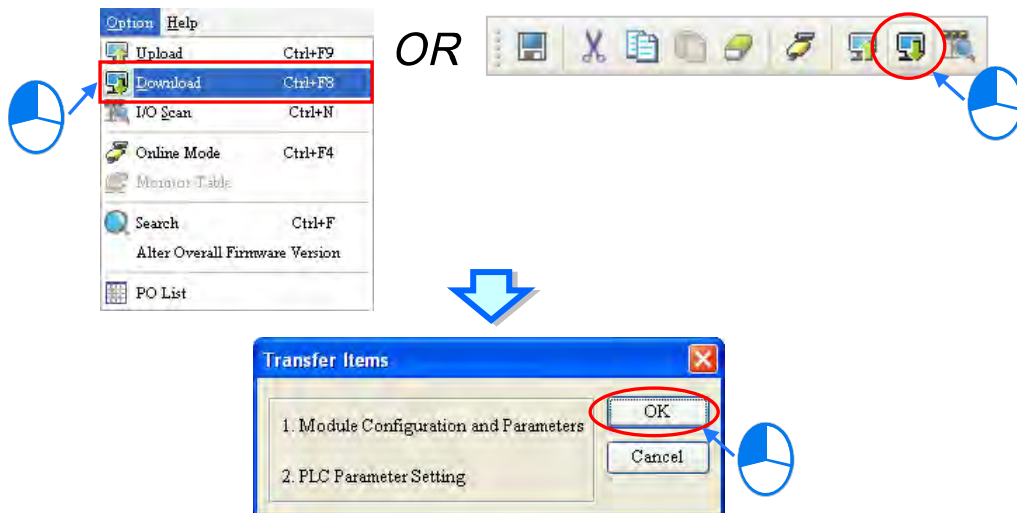 Option Help
Upload Ctrl+F9
Download Ctrl+F8
I/O Scan Ctrl+N
Online Mode Ctrl+F4
Monitor Table
Search Ctrl+F
Alter Overall Firmware Version
PO List
OR
Transfer Items
1. Module Configuration and Parameters
2. PLC Parameter Setting
OK
Cancel